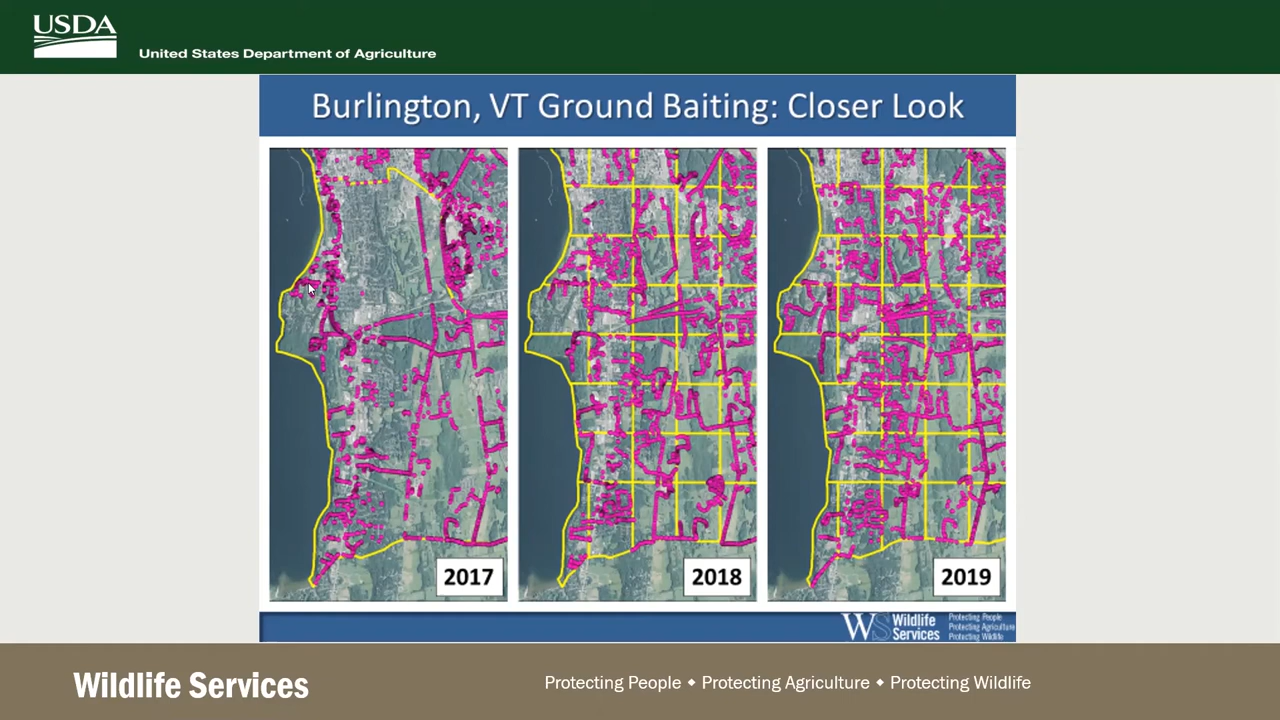 USDA
United States Department of Agriculture
Burlington, VT Ground Baiting: Closer Look
2017
2018
2019
WS Wildlife Services
Protecting People
Protecting Agriculture
Protecting Wildlife
Wildlife Services
Protecting People ◆ Protecting Agriculture ◆ Protecting Wildlife